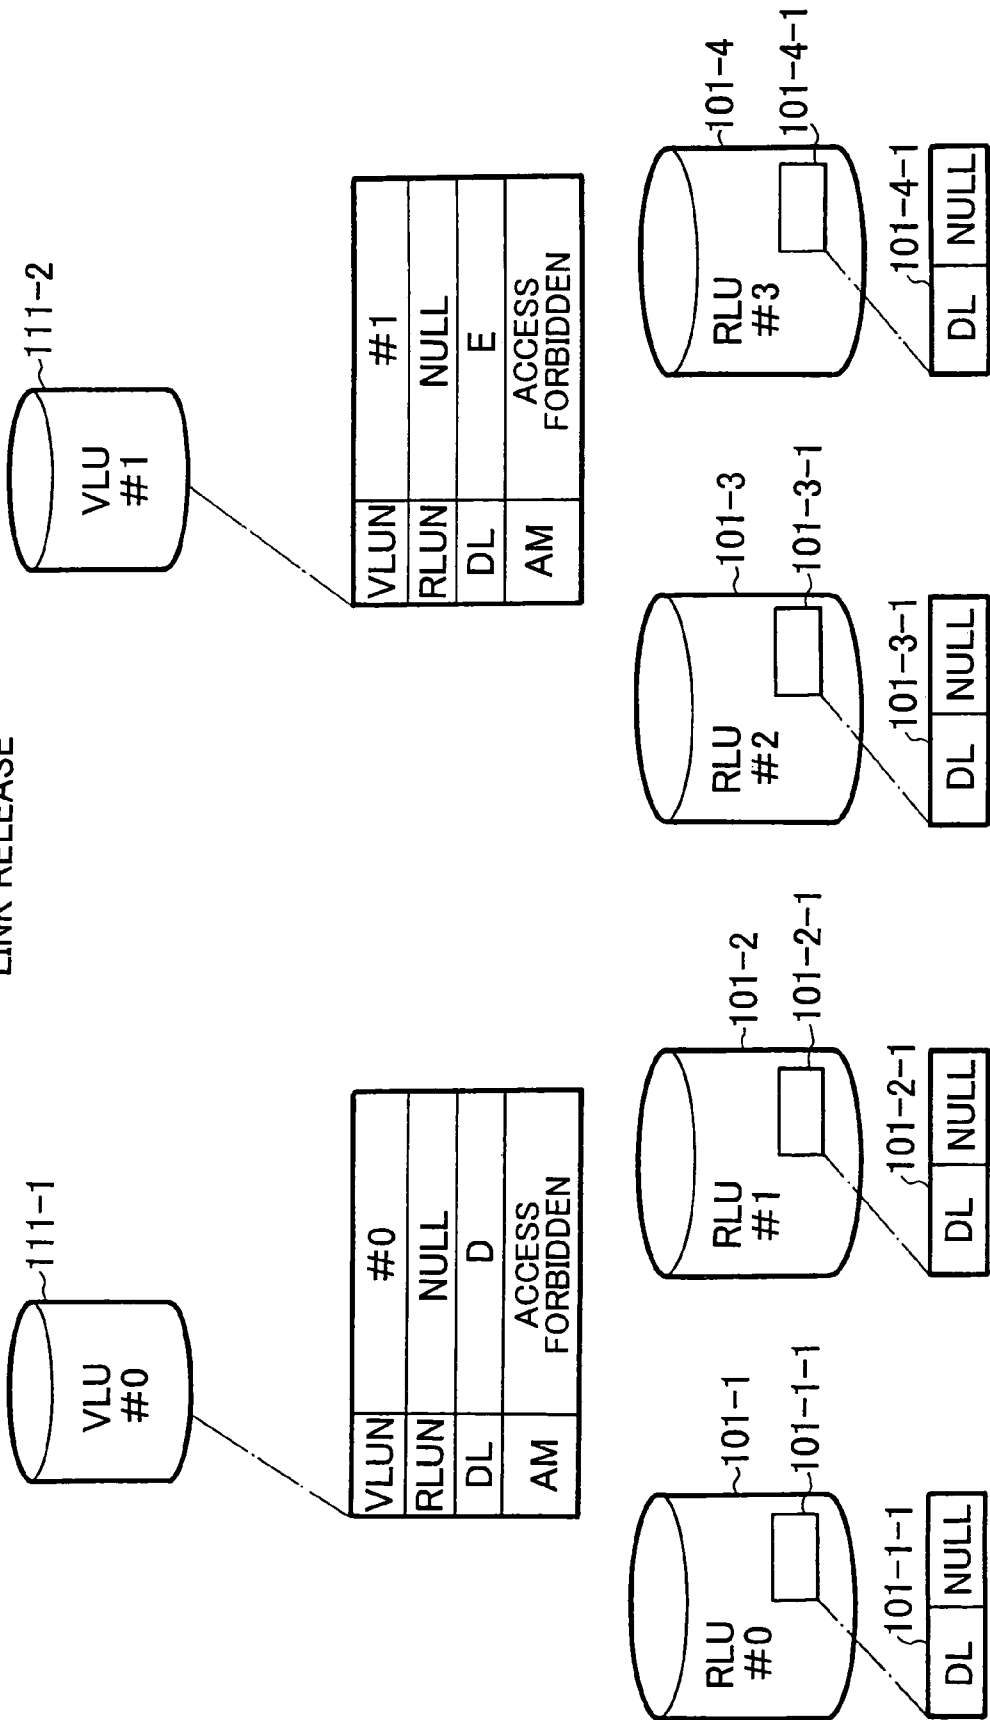 LINK RELEASE
111-1
VLU
#0
VLUN #0
RLUN NULL
DL D
AM ACCESS
FORBIDDEN
111-2
VLU
#1
VLUN #1
RLUN NULL
DL E
AM ACCESS
FORBIDDEN
101-1
RLU
#0
101-1-1
101-1-1
DL NULL
101-2
RLU
#1
101-2-1
101-2-1
DL NULL
101-3
RLU
#2
101-3-1
101-3-1
DL NULL
101-4
RLU
#3
101-4-1
101-4-1
DL NULL